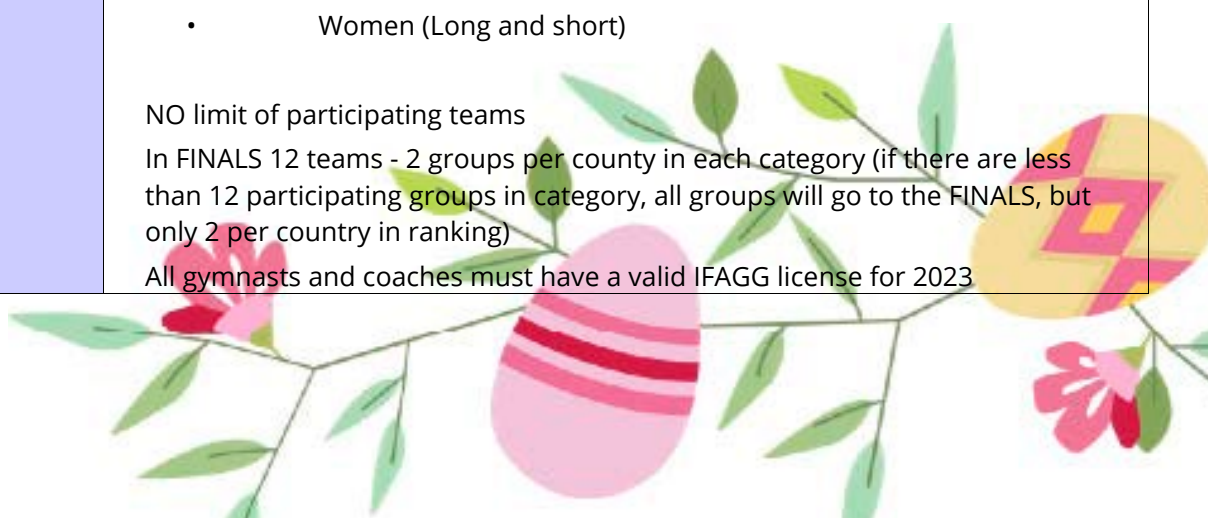 • Women (Long and short)
NO limit of participating teams
In FINALS 12 teams - 2 groups per county in each category (if there are less
than 12 participating groups in category, all groups will go to the FINALS, but
only 2 per country in ranking)
All gymnasts and coaches must have a valid IFAGG license for 2023